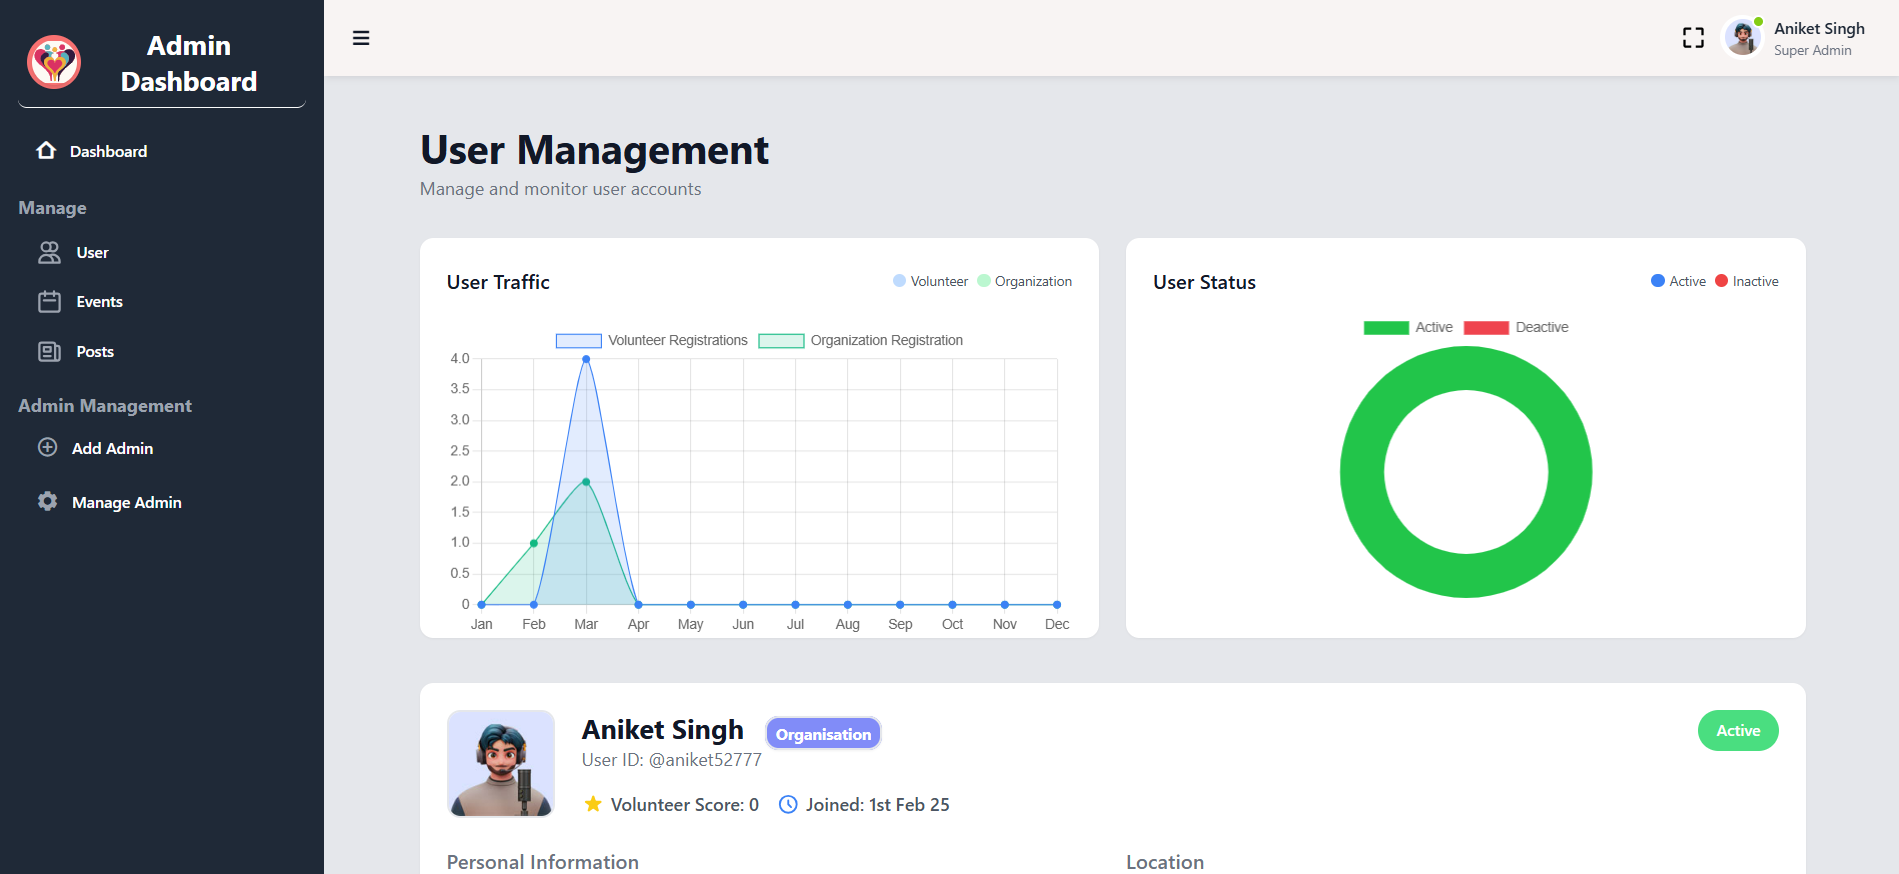 Admin
Dashboard
Dashboard
Manage
User
Events
Posts
Admin Management
Add Admin
Manage Admin
Aniket Singh
Super Admin
User Management
Manage and monitor user accounts
User Traffic
Volunteer Organization
Volunteer Registrations Organization Registration
4.0
3.5
3.0
2.5
2.0
1.5
1.0
0.5
0
Jan Feb Mar Apr May Jun Jul Aug Sep Oct Nov Dec
User Status
Active Inactive
Active Deactive
Aniket Singh Organisation
User ID: @aniket52777
Volunteer Score: 0 Joined: 1st Feb 25
Active
Personal Information
Location